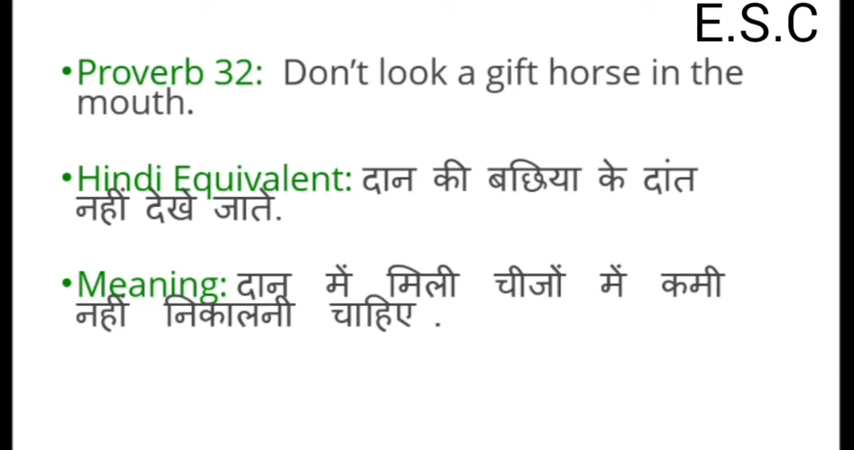 E.S.C
•Proverb 32: Don't look a gift horse in the
mouth.
•Hindi Equivalent: दान की बछिया के दांत
नहीं देखे जाते.
•Meaning: दान में मिली चीजों में कमी
नहीं निकालनी चाहिए .